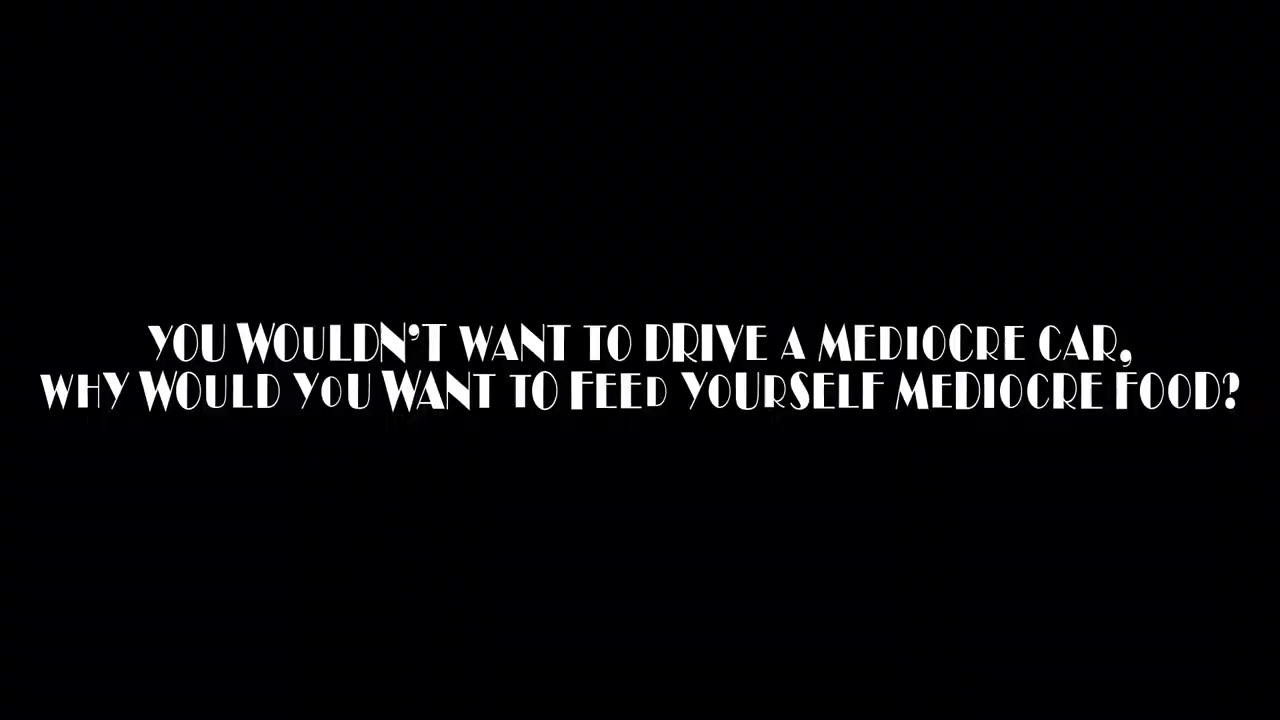 YOU WOULDN'T WANT TO DRIVE A MEDIOCRE CAR,
WHY WOULD YOU WANT TO FEED YOURSELF MEDIOCRE FOOD?